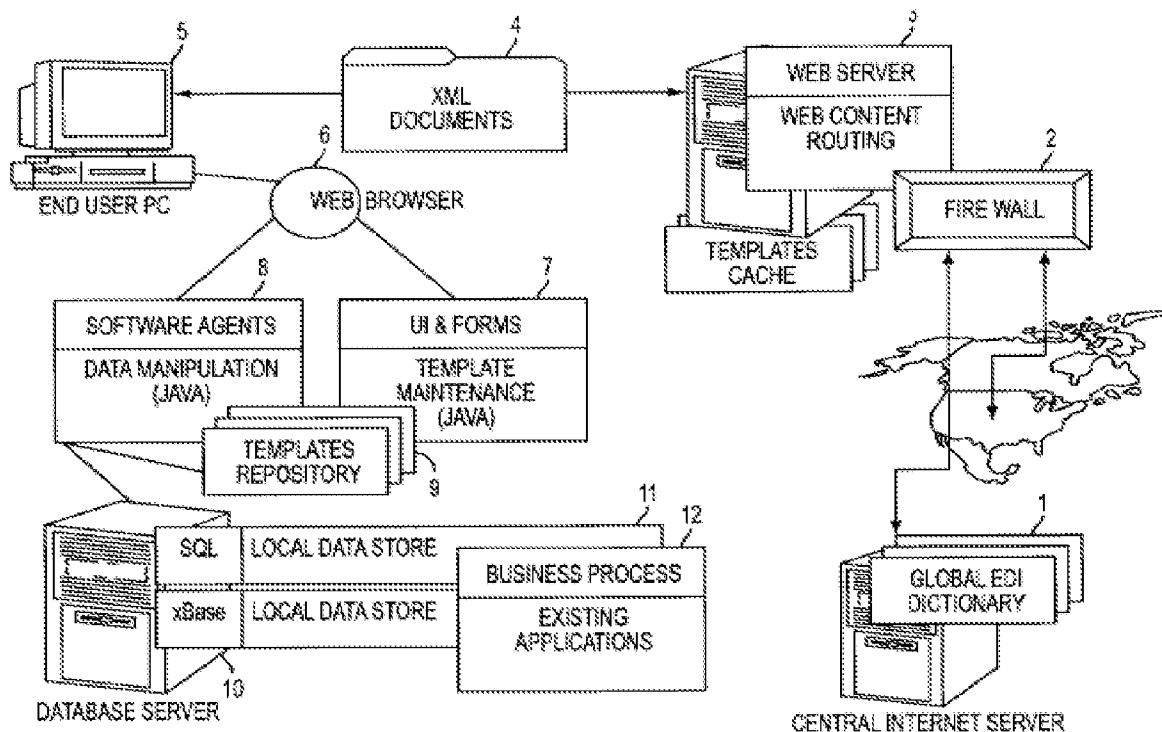 5
4
3
XML
DOCUMENTS
WEB SERVER
WEB CONTENT
ROUTING
2
FIRE WALL
6
END USER PC
WEB BROWSER
TEMPLATES
CACHE
8
7
SOFTWARE AGENTS
UI & FORMS
DATA MANIPULATION
(JAVA)
TEMPLATE
MAINTENANCE
(JAVA)
TEMPLATES
REPOSITORY
9
11
12
1
SQL
LOCAL DATA STORE
BUSINESS PROCESS
GLOBAL EDI
DICTIONARY
xBase
LOCAL DATA STORE
EXISTING
APPLICATIONS
10
DATABASE SERVER
CENTRAL INTERNET SERVER